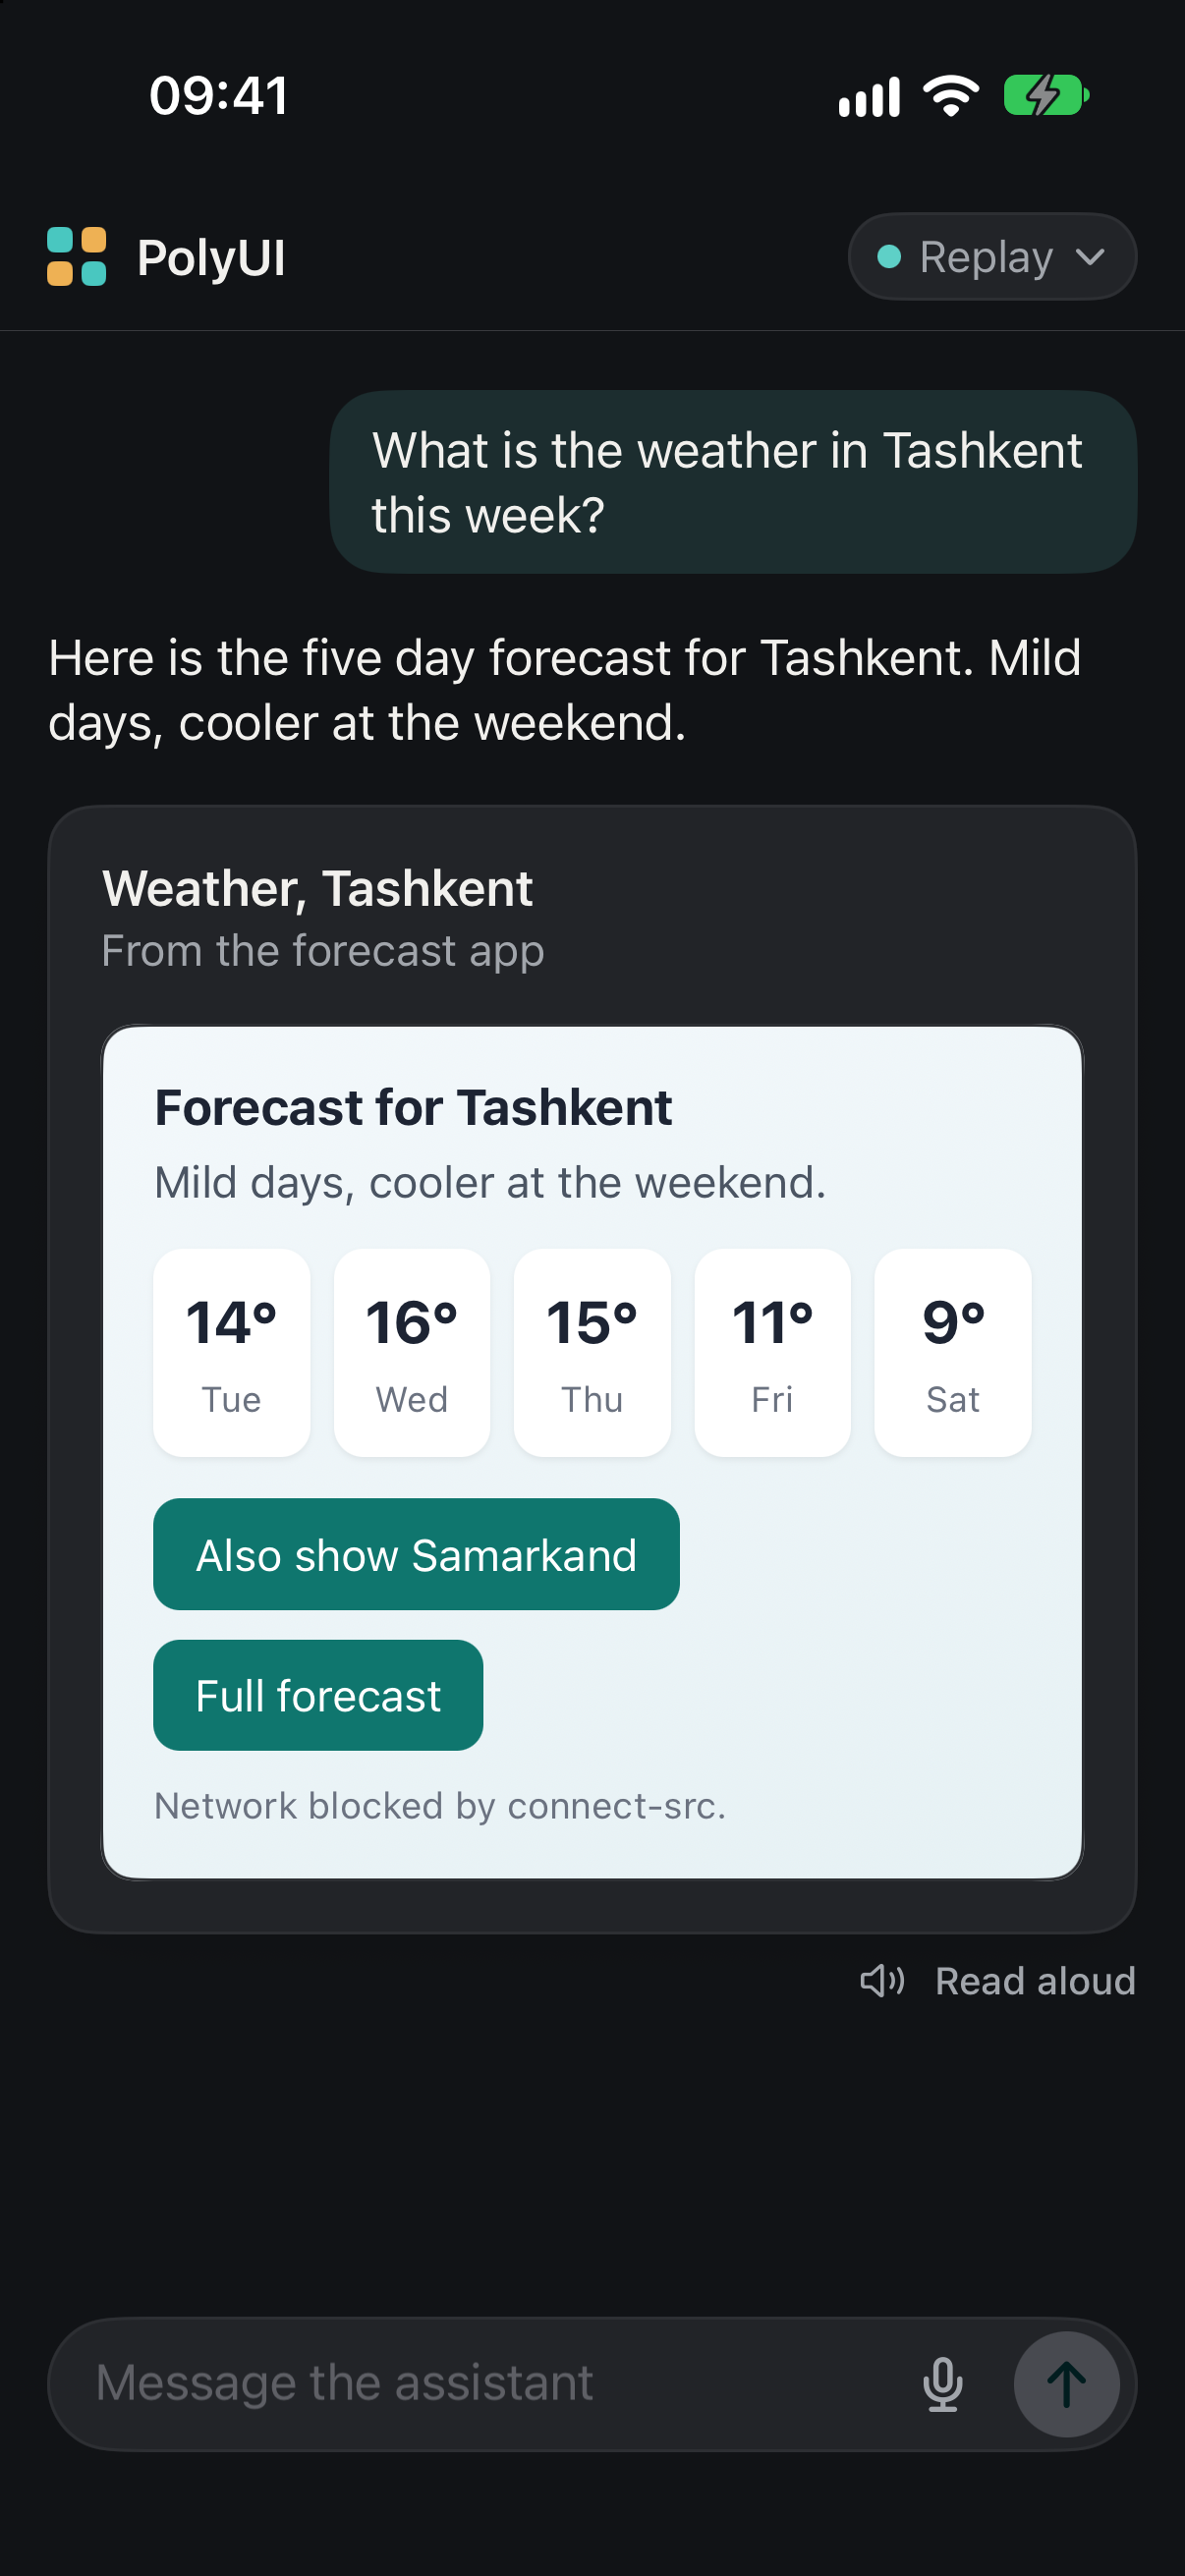 09:41
PolyUI
Replay
What is the weather in Tashkent
this week?
Here is the five day forecast for Tashkent. Mild
days, cooler at the weekend.
Weather, Tashkent
From the forecast app
Forecast for Tashkent
Mild days, cooler at the weekend.
14° 16° 15° 11° 9°
Tue Wed Thu Fri Sat
Also show Samarkand
Full forecast
Network blocked by connect-src.
Read aloud
Message the assistant